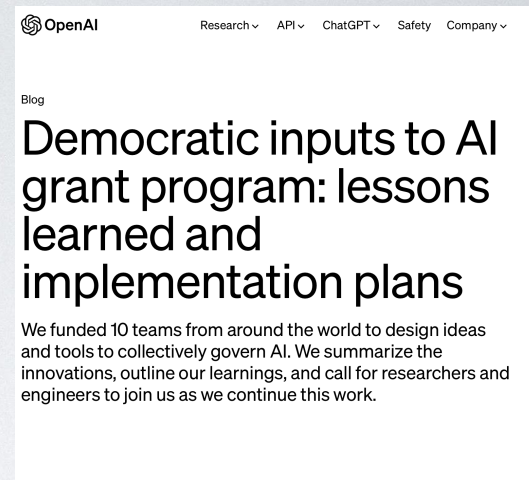 OpenAI
Research API ChatGPT Safety Company
Blog
Democratic inputs to AI
grant program: lessons
learned and
implementation plans
We funded 10 teams from around the world to design ideas
and tools to collectively govern AI. We summarize the
innovations, outline our learnings, and call for researchers and
engineers to join us as we continue this work.